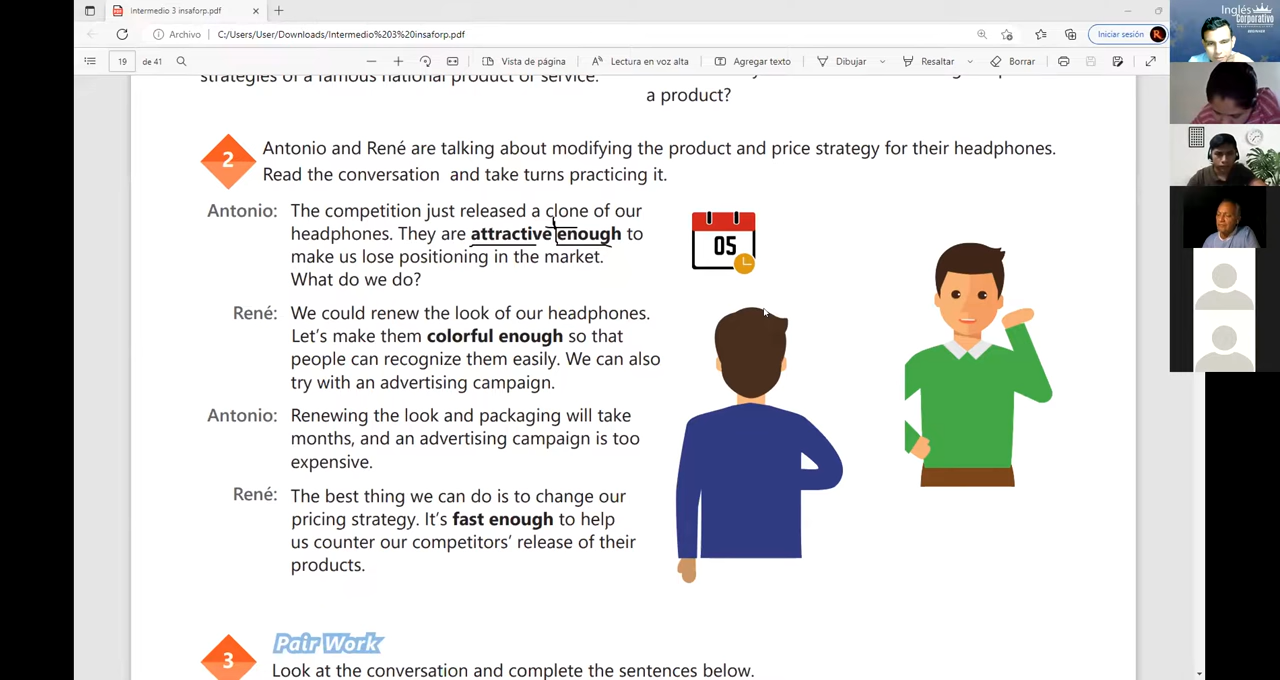 Intermedio 3 insaforp.pdf
Archivo
C:/Users/User/Downloads/Intermedio%203%20insaforp.pdf
Iniciar sesión
R
19
de 41
Vista de página
Lectura en voz alta
Agregar texto
Dibujar
Resaltar
Borrar
Inglés
Corporativo
strategies of a famous national product or service.
a product?
2
Antonio and René are talking about modifying the product and price strategy for their headphones.
Read the conversation and take turns practicing it.
Antonio: The competition just released a clone of our
headphones. They are attractive enough to
make us lose positioning in the market.
What do we do?
05
René: We could renew the look of our headphones.
Let's make them colorful enough so that
people can recognize them easily. We can also
try with an advertising campaign.
Antonio: Renewing the look and packaging will take
months, and an advertising campaign is too
expensive.
René: The best thing we can do is to change our
pricing strategy. It's fast enough to help
us counter our competitors' release of their
products.
3
Pair Work
Look at the conversation and complete the sentences below.